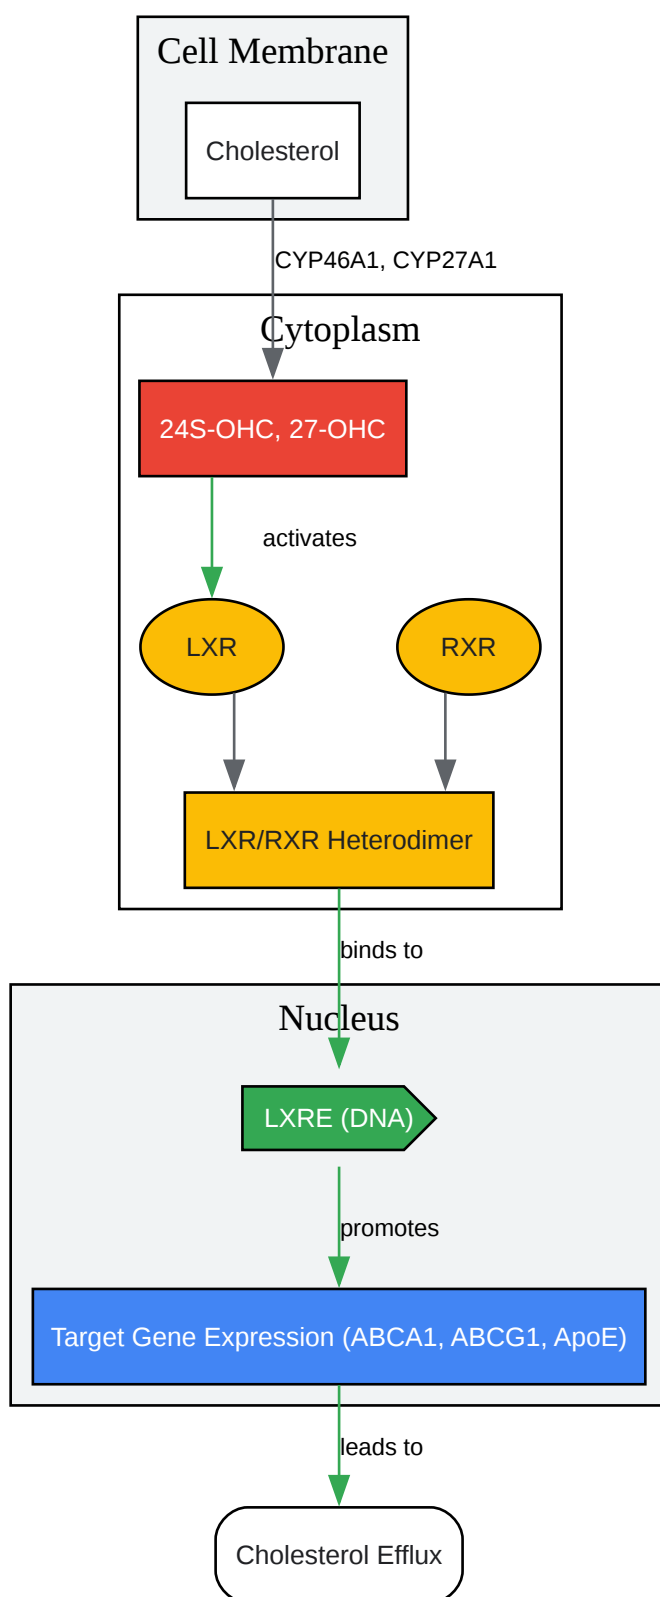 Cell Membrane
Cholesterol
CYP46A1, CYP27A1
Cytoplasm
24S-OHC, 27-OHC
activates
LXR
RXR
LXR/RXR Heterodimer
binds to
Nucleus
LXRE (DNA)
promotes
Target Gene Expression (ABCA1, ABCG1, ApoE)
leads to
Cholesterol Efflux